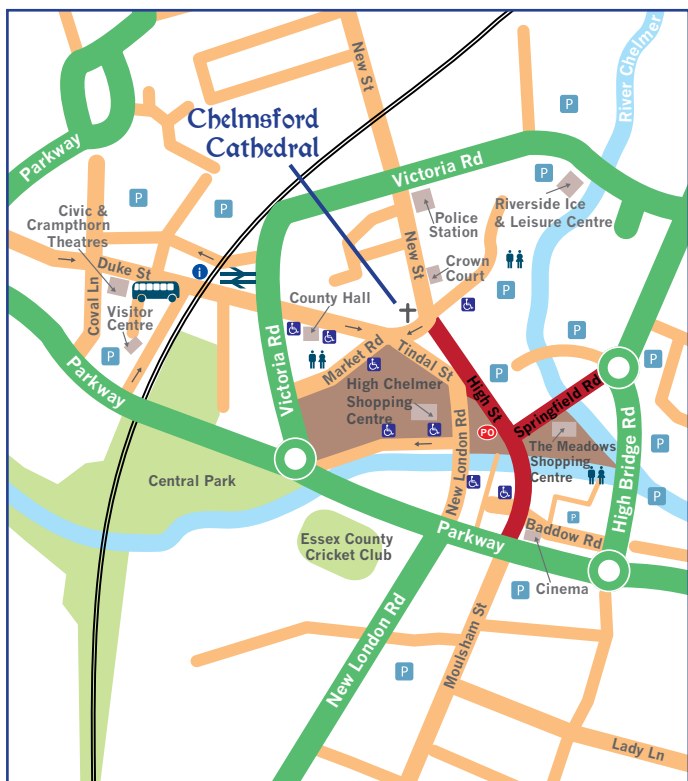 New St
River Chelmer
P
Chelmsford
Cathedral
Parkway
Victoria Rd
P
P
Riverside Ice
& Leisure Centre
Civic &
Crampthorn
Theatres
P
Police
Station
New St
Duke St
i
Crown
Court
Coval Ln
P
Visitor
Centre
County Hall
P
Victoria Rd
Market Rd
Tindal St
P
Parkway
High Chelmer
Shopping
Centre
High St
P
Springfield Rd
PO
New London Rd
The Meadows
Shopping
Centre
P
High Bridge Rd
Central Park
P
P
Essex County
Cricket Club
Parkway
Baddow Rd
Cinema
P
New London Rd
Moulsham St
P
Lady Ln